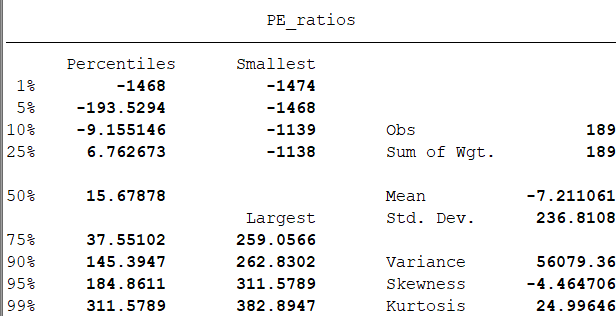 PE_ratios
Percentiles Smallest
1% -1468 -1474
5% -193.5294 -1468
10% -9.155146 -1139 Obs 189
25% 6.762673 -1138 Sum of Wgt. 189
50% 15.67878 Mean -7.211061
Largest Std. Dev. 236.8108
75% 37.55102 259.0566
90% 145.3947 262.8302 Variance 56079.36
95% 184.8611 311.5789 Skewness -4.464706
99% 311.5789 382.8947 Kurtosis 24.99646